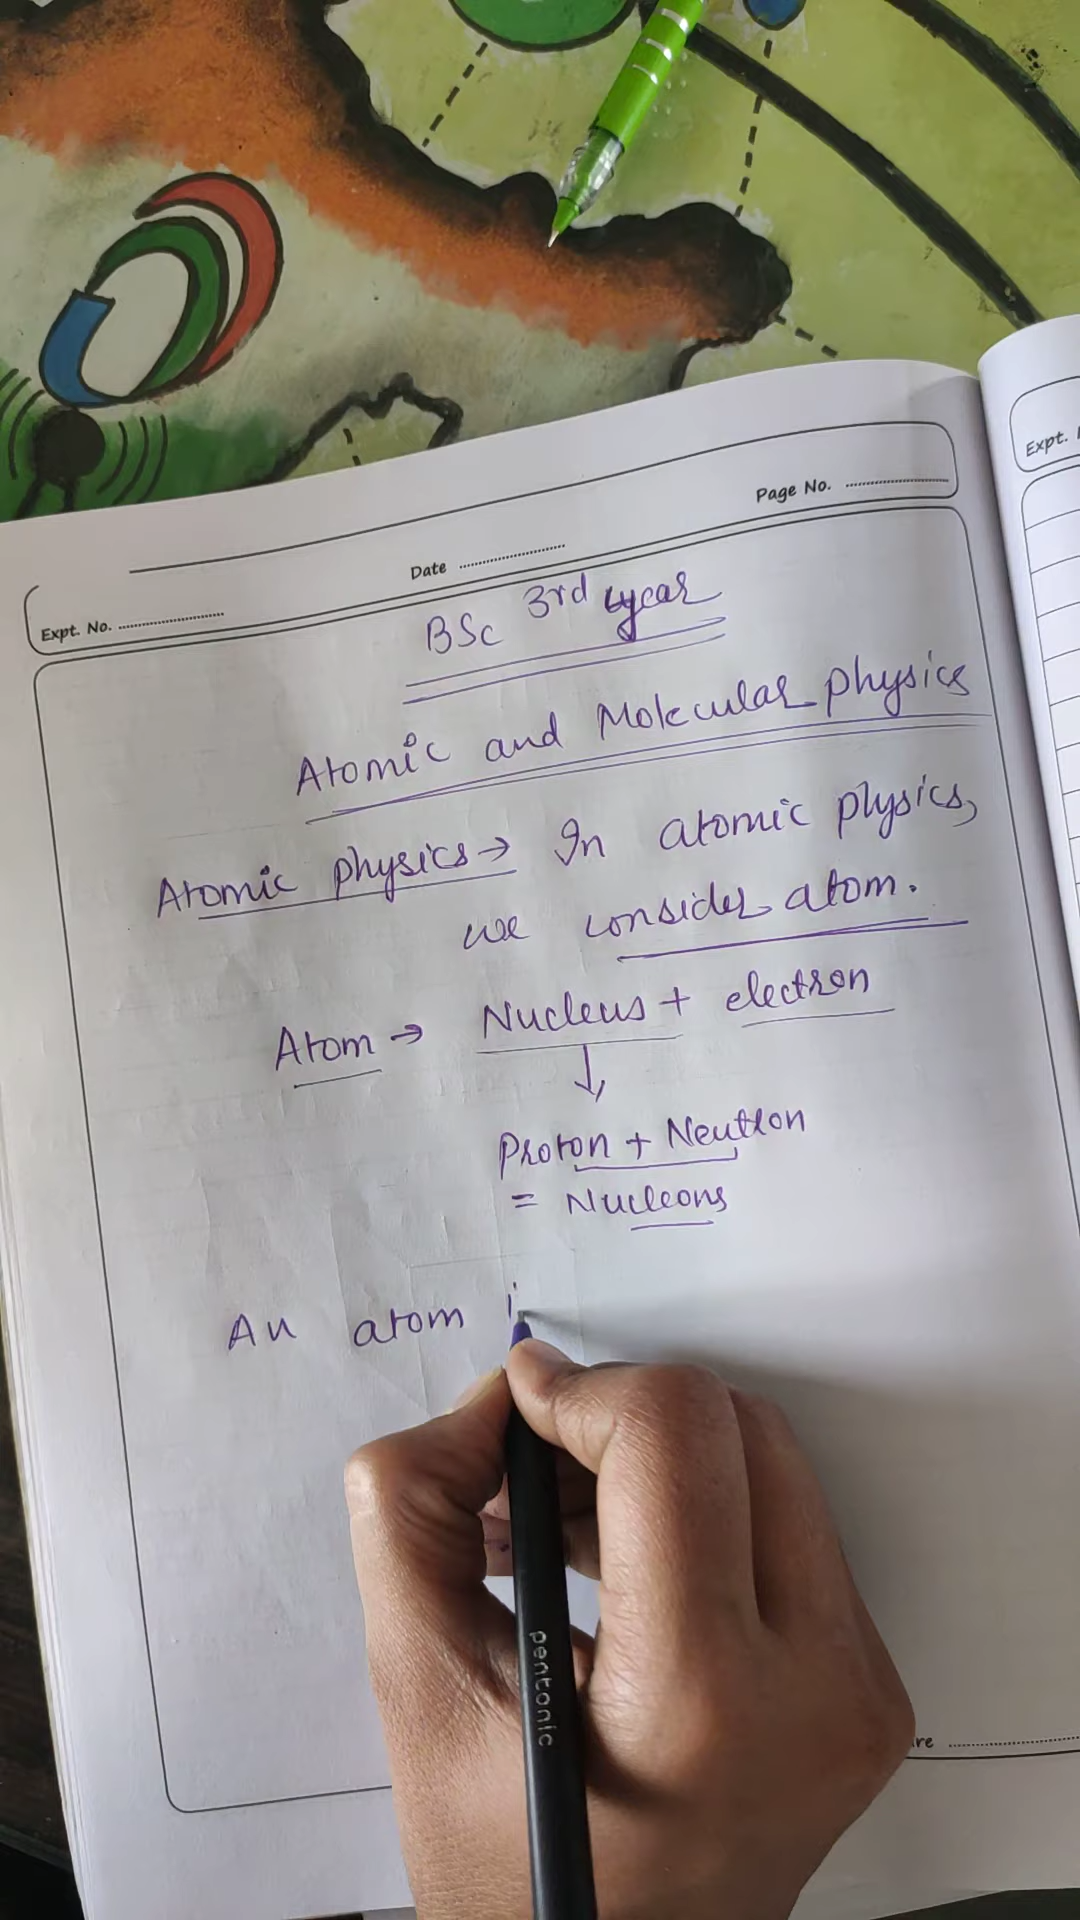 Page No.
Expt.
Date
Expt. No.
BSc 3rd year
Atomic and Molecular physics
Atomic physics → In atomic physics,
we consider atom.
Atom → Nucleus + electron
↓
Proton + Neutron
= Nucleons
An atom i
pentonic
re